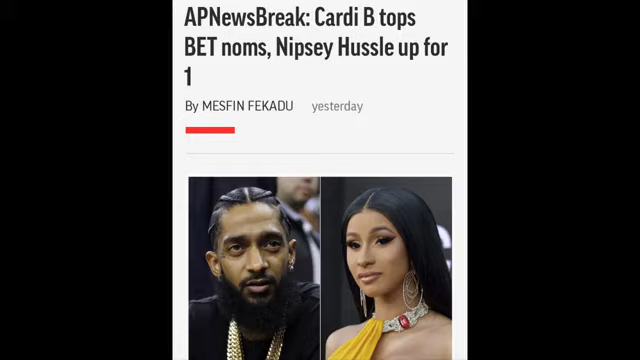 APNewsBreak: Cardi B tops
BET noms, Nipsey Hussle up for
1
By MESFIN FEKADU yesterday